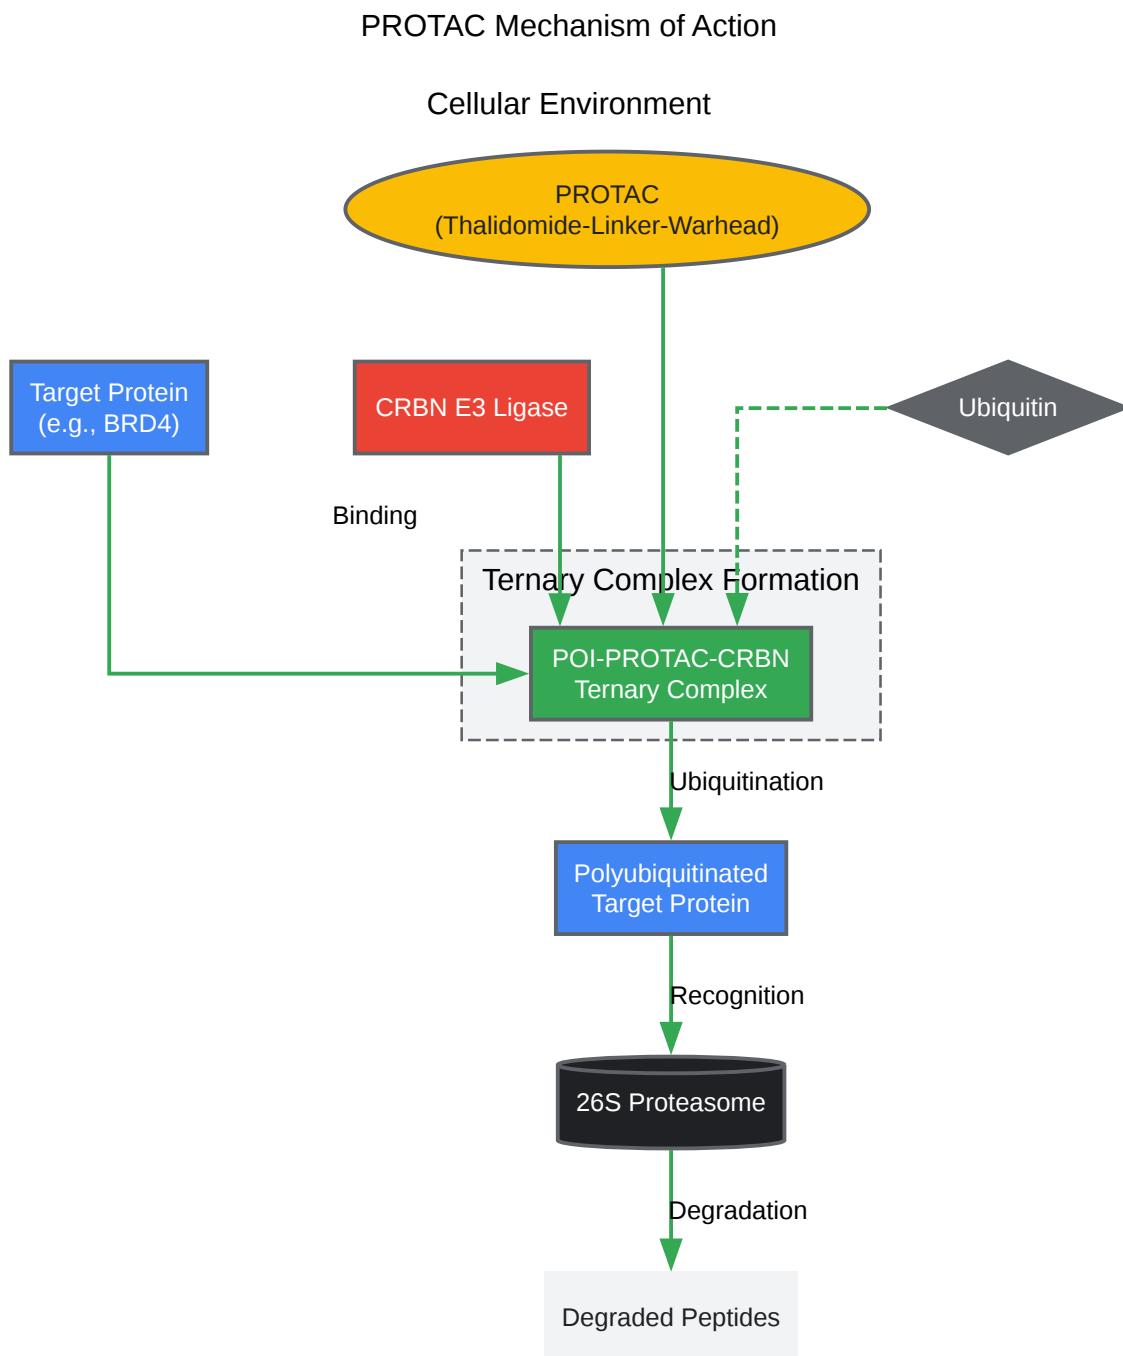 PROTAC Mechanism of Action
Cellular Environment
PROTAC
(Thalidomide-Linker-Warhead)
Target Protein
(e.g., BRD4)
CRBN E3 Ligase
Ubiquitin
Binding
Ternary Complex Formation
POI-PROTAC-CRBN
Ternary Complex
Ubiquitination
Polyubiquitinated
Target Protein
Recognition
26S Proteasome
Degradation
Degraded Peptides